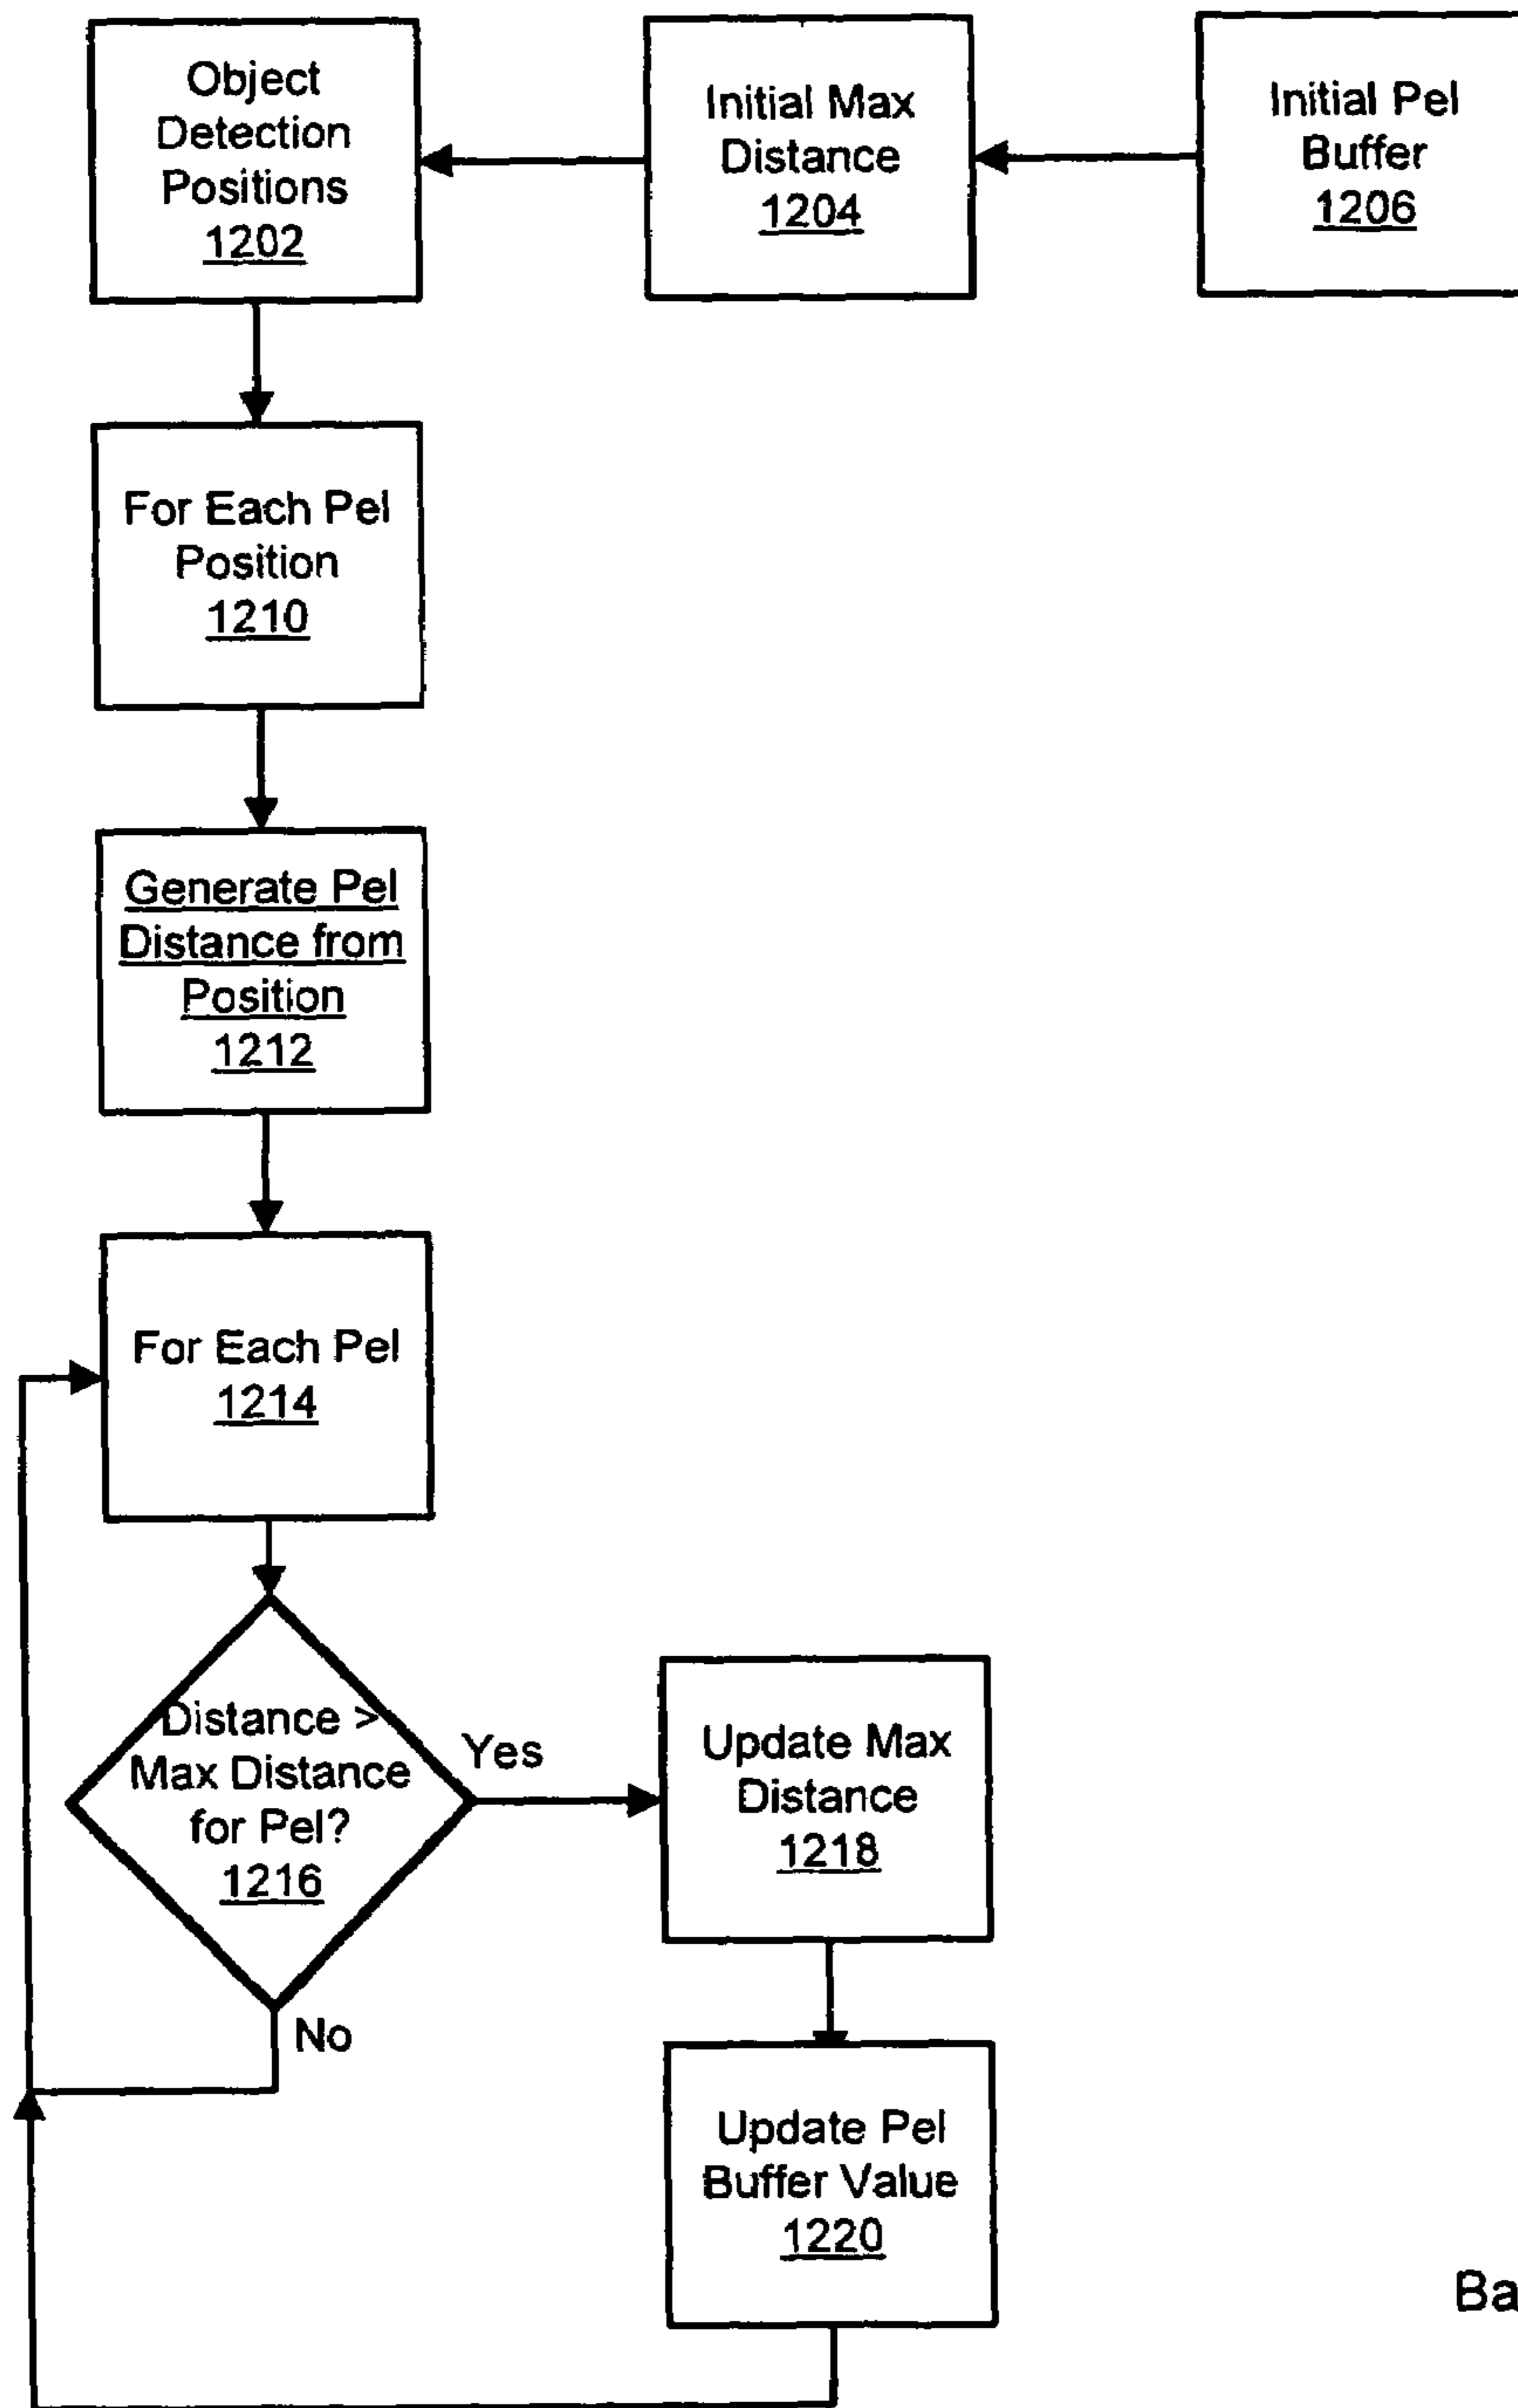 Object
Detection
Positions
1202
Initial Max
Distance
1204
Initial Pel
Buffer
1206
For Each Pel
Position
1210
Generate Pel
Distance from
Position
1212
For Each Pel
1214
Distance >
Max Distance
for Pel?
1216
Yes
No
Update Max
Distance
1218
Update Pel
Buffer Value
1220
Ba